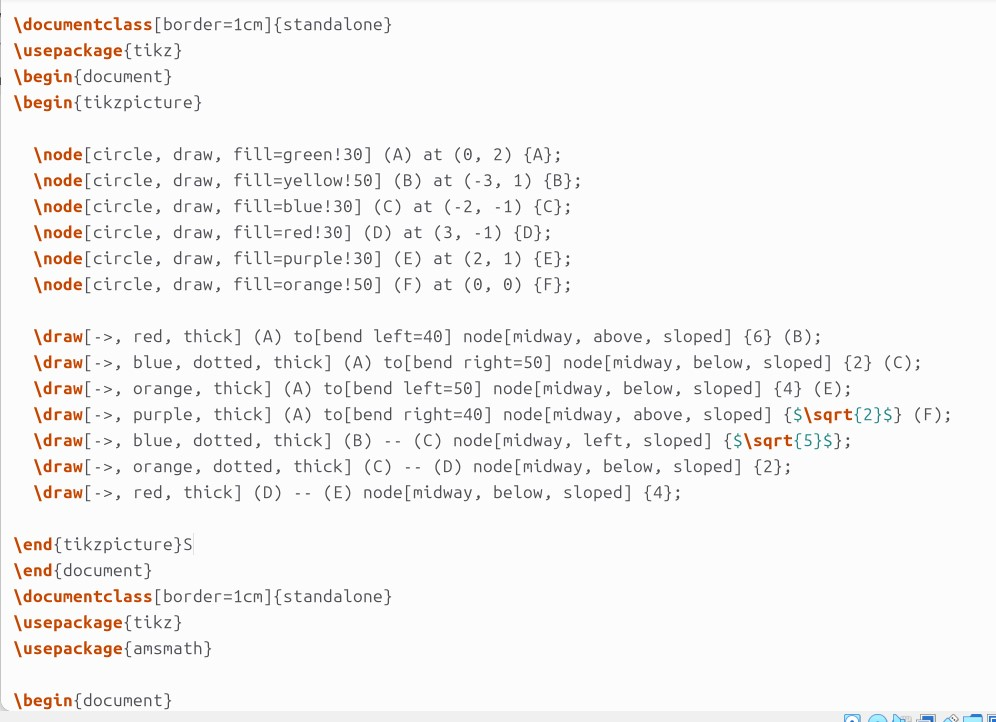 \documentclass[border=1cm]{standalone}
\usepackage{tikz}
\begin{document}
\begin{tikzpicture}
\node[circle, draw, fill=green!30] (A) at (0, 2) {A};
\node[circle, draw, fill=yellow!50] (B) at (-3, 1) {B};
\node[circle, draw, fill=blue!30] (C) at (-2, -1) {C};
\node[circle, draw, fill=red!30] (D) at (3, -1) {D};
\node[circle, draw, fill=purple!30] (E) at (2, 1) {E};
\node[circle, draw, fill=orange!50] (F) at (0, 0) {F};
\draw[->, red, thick] (A) to[bend left=40] node[midway, above, sloped] {6} (B);
\draw[->, blue, dotted, thick] (A) to[bend right=50] node[midway, below, sloped] {2} (C);
\draw[->, orange, thick] (A) to[bend left=50] node[midway, below, sloped] {4} (E);
\draw[->, purple, thick] (A) to[bend right=40] node[midway, above, sloped] {$\sqrt{2}$} (F);
\draw[->, blue, dotted, thick] (B) -- (C) node[midway, left, sloped] {$\sqrt{5}$};
\draw[->, orange, dotted, thick] (C) -- (D) node[midway, below, sloped] {2};
\draw[->, red, thick] (D) -- (E) node[midway, below, sloped] {4};
\end{tikzpicture}S
\end{document}
\documentclass[border=1cm]{standalone}
\usepackage{tikz}
\usepackage{amsmath}
\begin{document}